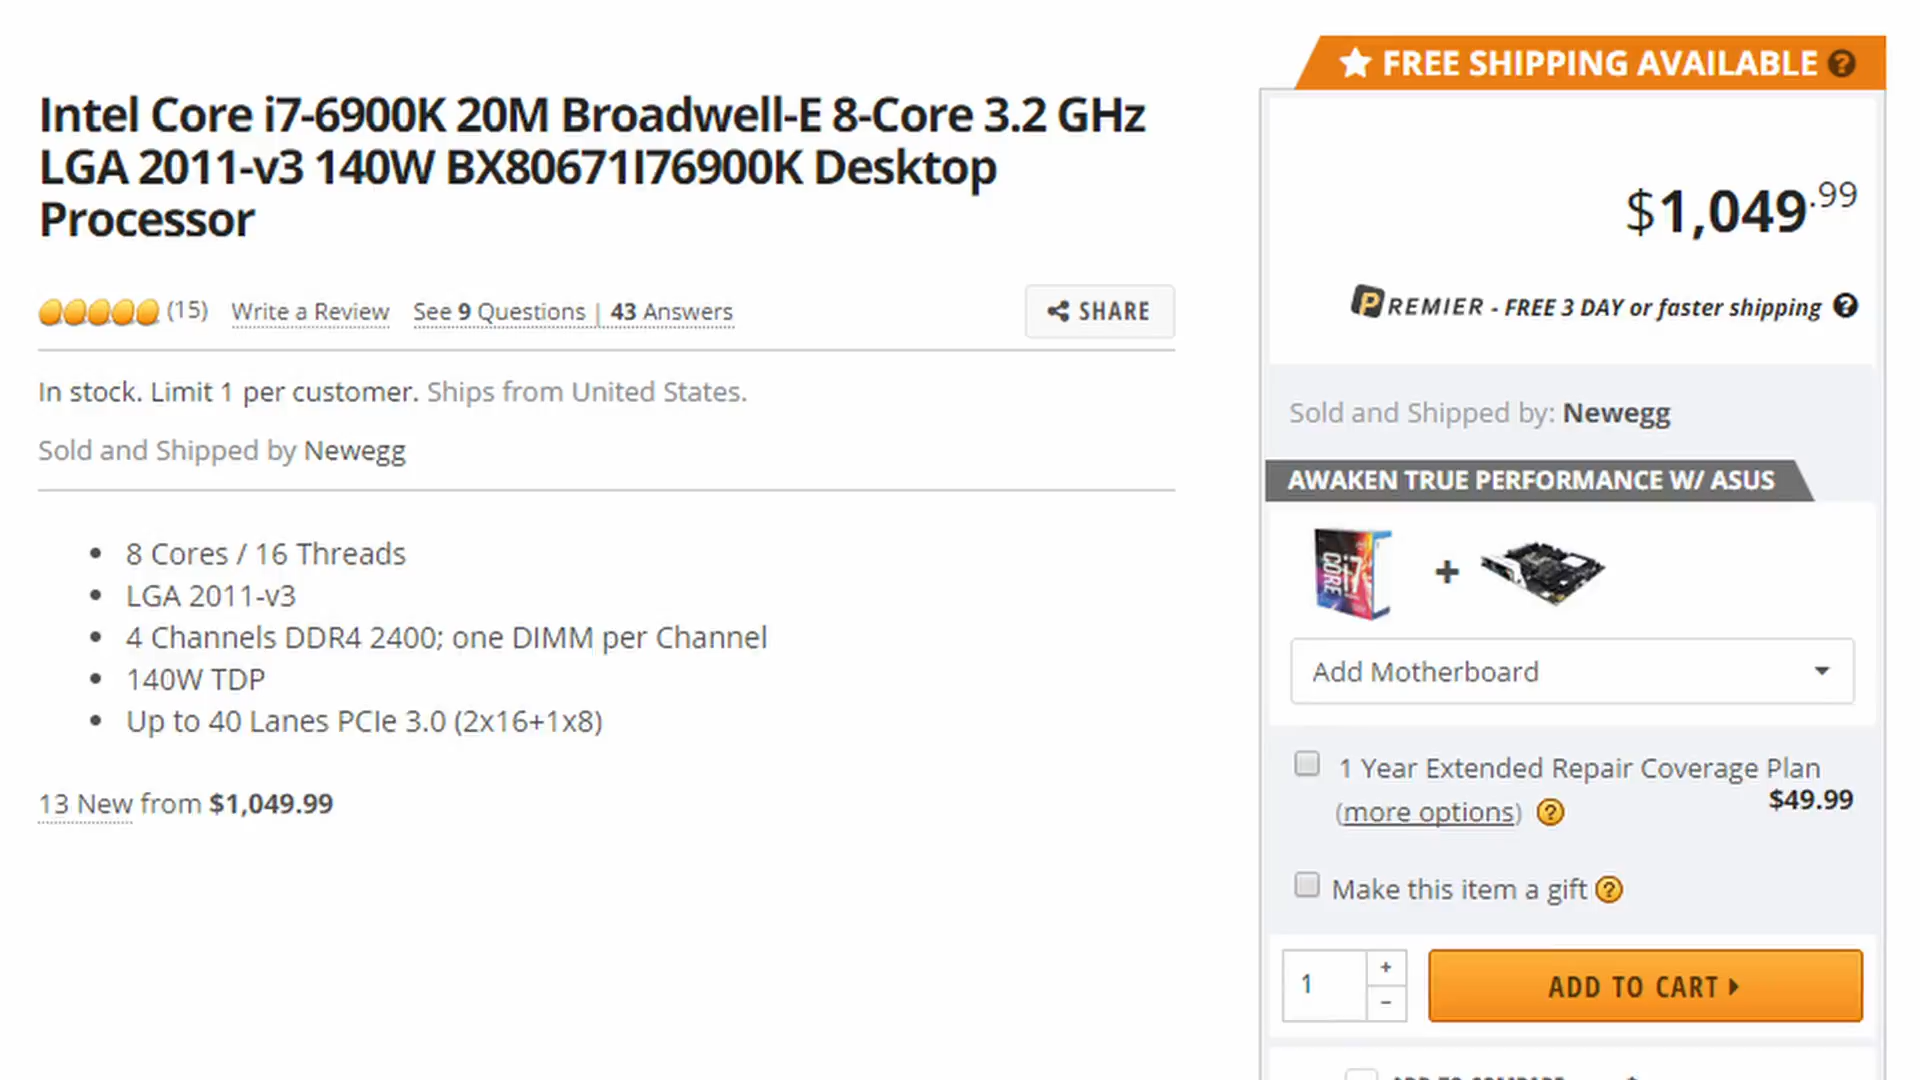 FREE SHIPPING AVAILABLE ?
Intel Core i7-6900K 20M Broadwell-E 8-Core 3.2 GHz
LGA 2011-v3 140W BX80671I76900K Desktop
Processor
$1,049.99
(15) Write a Review See 9 Questions | 43 Answers
SHARE
PREMIER - FREE 3 DAY or faster shipping ?
In stock. Limit 1 per customer. Ships from United States.
Sold and Shipped by Newegg
Sold and Shipped by: Newegg
AWAKEN TRUE PERFORMANCE W/ ASUS
• 8 Cores / 16 Threads
• LGA 2011-v3
• 4 Channels DDR4 2400; one DIMM per Channel
• 140W TDP
• Up to 40 Lanes PCIe 3.0 (2x16+1x8)
13 New from $1,049.99
CORE i7
+
Add Motherboard
1 Year Extended Repair Coverage Plan
(more options) ? $49.99
Make this item a gift ?
1 + -
ADD TO CART